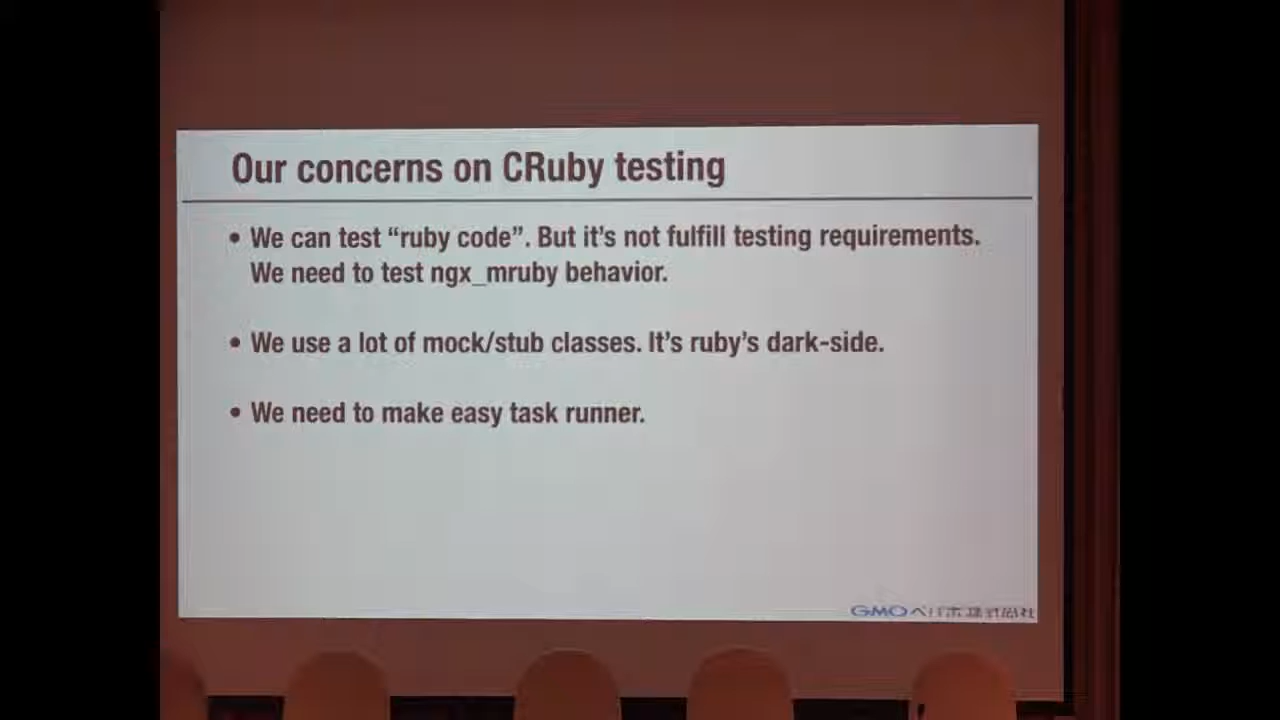 Our concerns on CRuby testing
• We can test “ruby code”. But it’s not fulfill testing requirements.
We need to test ngx_mruby behavior.
• We use a lot of mock/stub classes. It’s ruby’s dark-side.
• We need to make easy task runner.
GMO